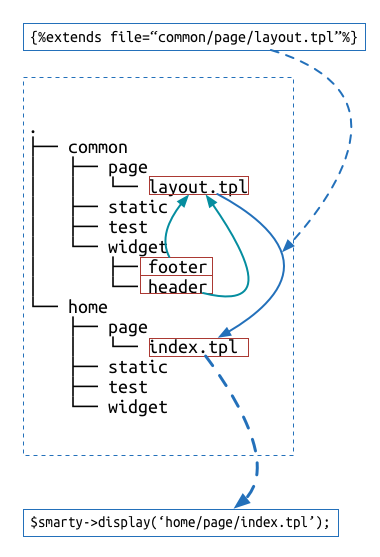 {%extends file=“common/page/layout.tpl”%}
.
├── common
│   ├── page
│   │   └── layout.tpl
│   ├── static
│   ├── test
│   └── widget
│       ├── footer
│       └── header
└── home
    ├── page
    │   └── index.tpl
    ├── static
    ├── test
    └── widget
$smarty->display(‘home/page/index.tpl’);